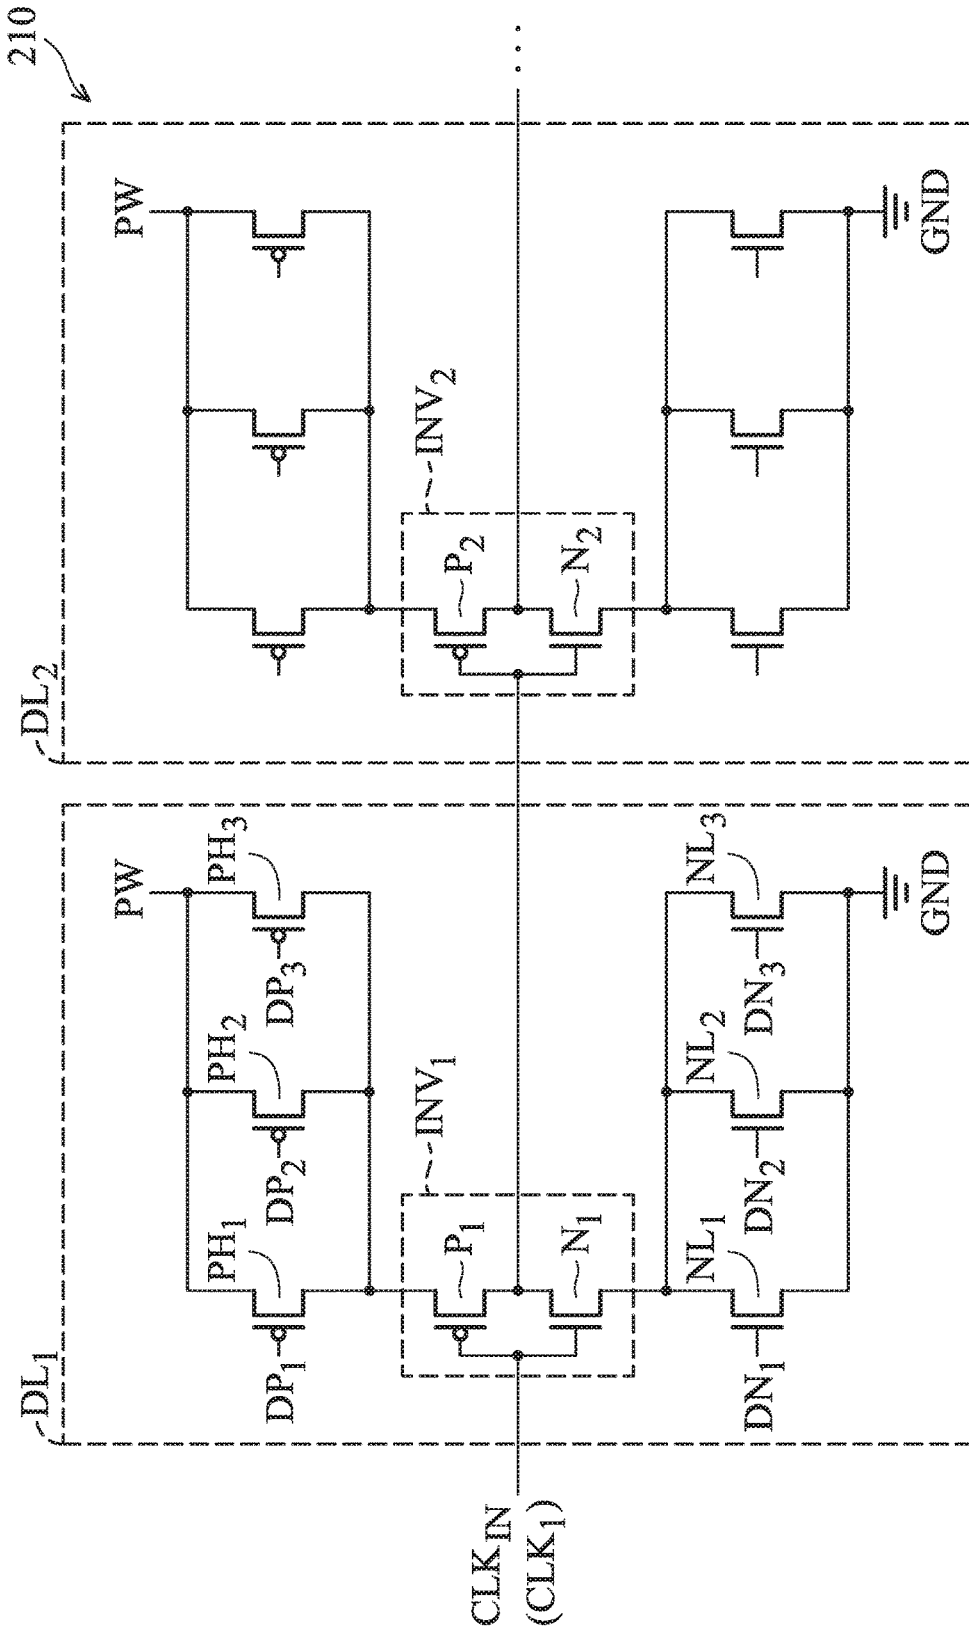 210
DL₁
DL₂
PW
PW
PH₁
PH₂
PH₃
DP₁
DP₂
DP₃
INV₁
INV₂
P₁
P₂
CLK_IN
(CLK₁)
. . .
N₁
N₂
NL₁
NL₂
NL₃
DN₁
DN₂
DN₃
GND
GND